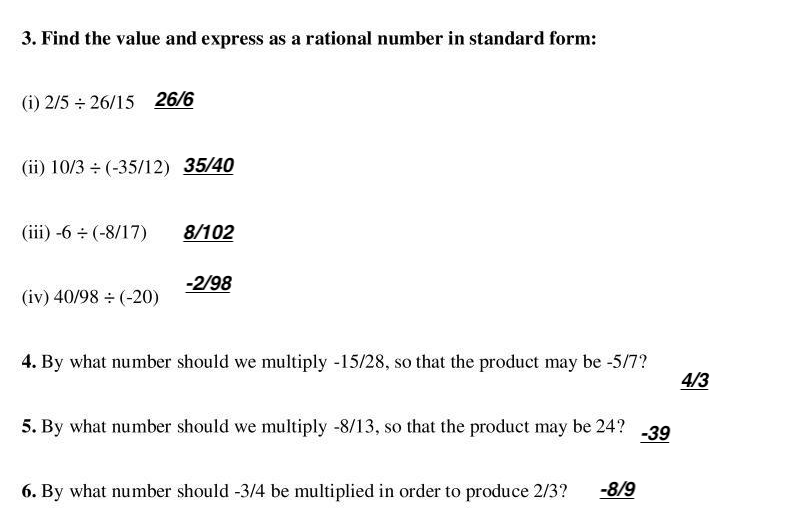 3. Find the value and express as a rational number in standard form:
(i) 2/5 ÷ 26/15 26/6
(ii) 10/3 ÷ (-35/12) 35/40
(iii) -6 ÷ (-8/17) 8/102
(iv) 40/98 ÷ (-20) -2/98
4. By what number should we multiply -15/28, so that the product may be -5/7? 4/3
5. By what number should we multiply -8/13, so that the product may be 24? -39
6. By what number should -3/4 be multiplied in order to produce 2/3? -8/9